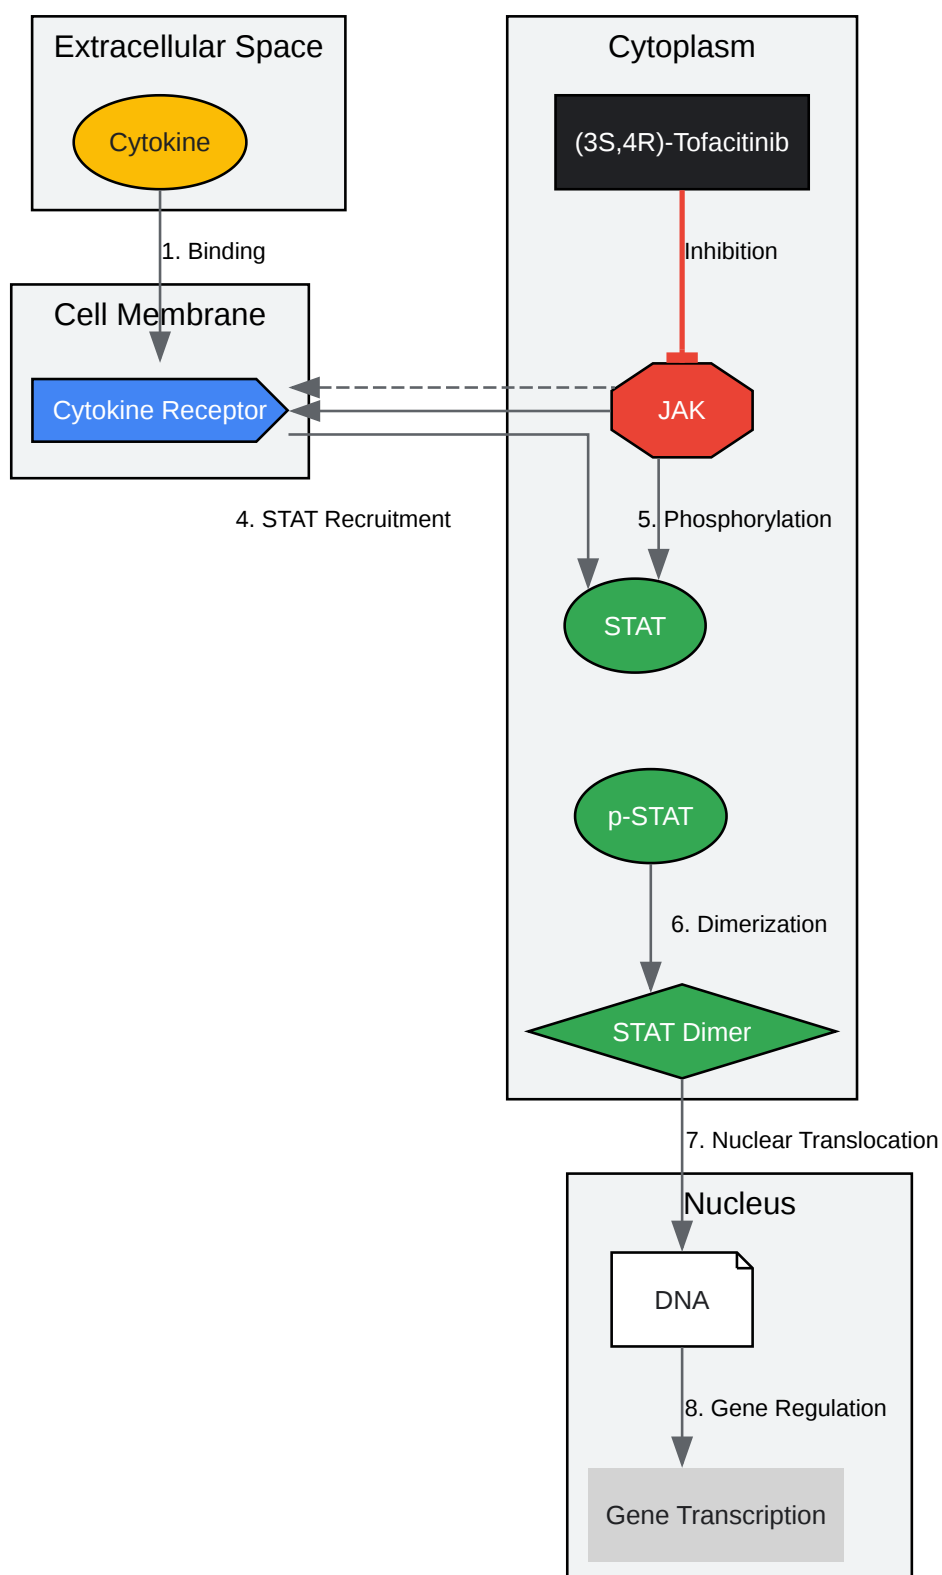 Extracellular Space
Cytoplasm
Cytokine
(3S,4R)-Tofacitinib
1. Binding
Inhibition
Cell Membrane
Cytokine Receptor
JAK
4. STAT Recruitment
5. Phosphorylation
STAT
p-STAT
6. Dimerization
STAT Dimer
7. Nuclear Translocation
Nucleus
DNA
8. Gene Regulation
Gene Transcription